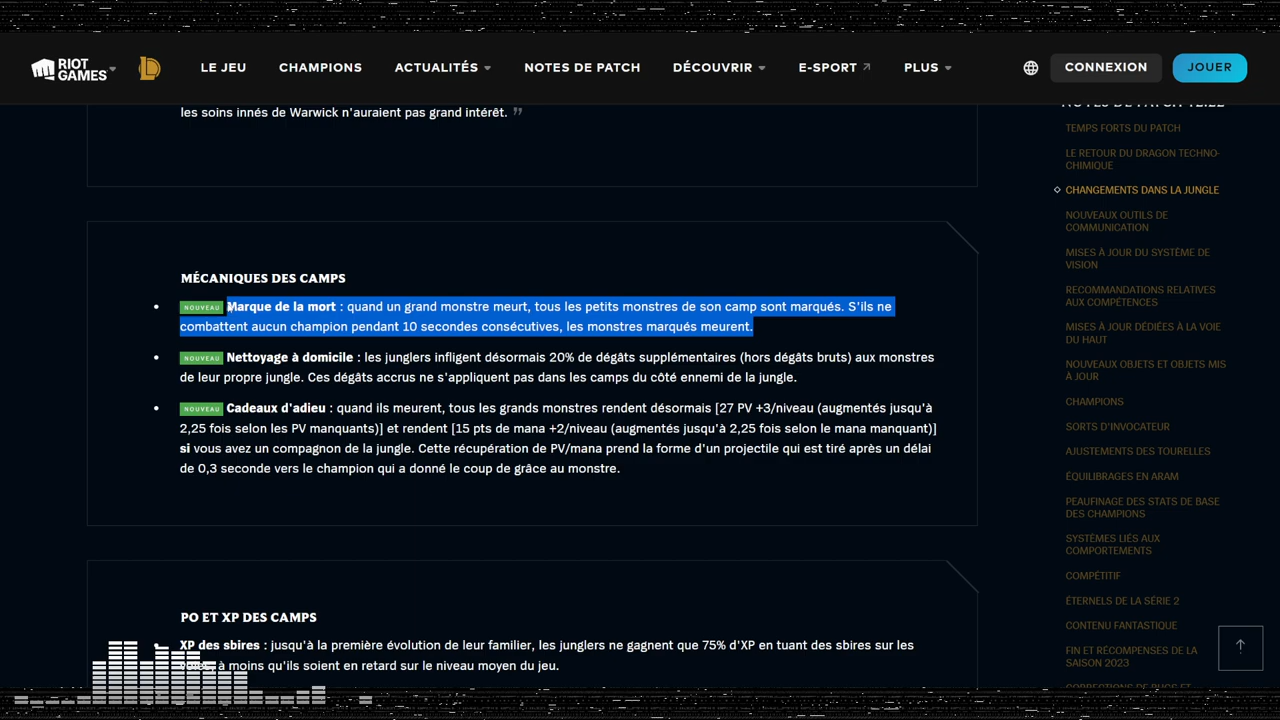 RIOT GAMES
LE JEU
CHAMPIONS
ACTUALITÉS
NOTES DE PATCH
DÉCOUVRIR
E-SPORT
PLUS
CONNEXION
JOUER
les soins innés de Warwick n'auraient pas grand intérêt. ”
MÉCANIQUES DES CAMPS
NOUVEAU Marque de la mort : quand un grand monstre meurt, tous les petits monstres de son camp sont marqués. S'ils ne
combattent aucun champion pendant 10 secondes consécutives, les monstres marqués meurent.
NOUVEAU Nettoyage à domicile : les junglers infligent désormais 20% de dégâts supplémentaires (hors dégâts bruts) aux monstres
de leur propre jungle. Ces dégâts accrus ne s'appliquent pas dans les camps du côté ennemi de la jungle.
NOUVEAU Cadeaux d'adieu : quand ils meurent, tous les grands monstres rendent désormais [27 PV +3/niveau (augmentés jusqu'à
2,25 fois selon les PV manquants)] et rendent [15 pts de mana +2/niveau (augmentés jusqu'à 2,25 fois selon le mana manquant)]
si vous avez un compagnon de la jungle. Cette récupération de PV/mana prend la forme d'un projectile qui est tiré après un délai
de 0,3 seconde vers le champion qui a donné le coup de grâce au monstre.
PO ET XP DES CAMPS
XP des sbires : jusqu'à la première évolution de leur familier, les junglers ne gagnent que 75% d'XP en tuant des sbires sur les
à moins qu'ils soient en retard sur le niveau moyen du jeu.
NOTES DE PATCH
TEMPS FORTS DU PATCH
LE RETOUR DU DRAGON TECHNO-
CHIMIQUE
CHANGEMENTS DANS LA JUNGLE
NOUVEAUX OUTILS DE
COMMUNICATION
MISES À JOUR DU SYSTÈME DE
VISION
RECOMMANDATIONS RELATIVES
AUX COMPÉTENCES
MISES À JOUR DÉDIÉES À LA VOIE
DU HAUT
NOUVEAUX OBJETS ET OBJETS MIS
À JOUR
CHAMPIONS
SORTS D'INVOCATEUR
AJUSTEMENTS DES TOURELLES
ÉQUILIBRAGES EN ARAM
PEAUFINAGE DES STATS DE BASE
DES CHAMPIONS
SYSTÈMES LIÉS AUX
COMPORTEMENTS
COMPÉTITIF
ÉTERNELS DE LA SÉRIE 2
CONTENU FANTASTIQUE
FIN ET RÉCOMPENSES DE LA
SAISON 2023
CORRECTIONS DE BUGS ET